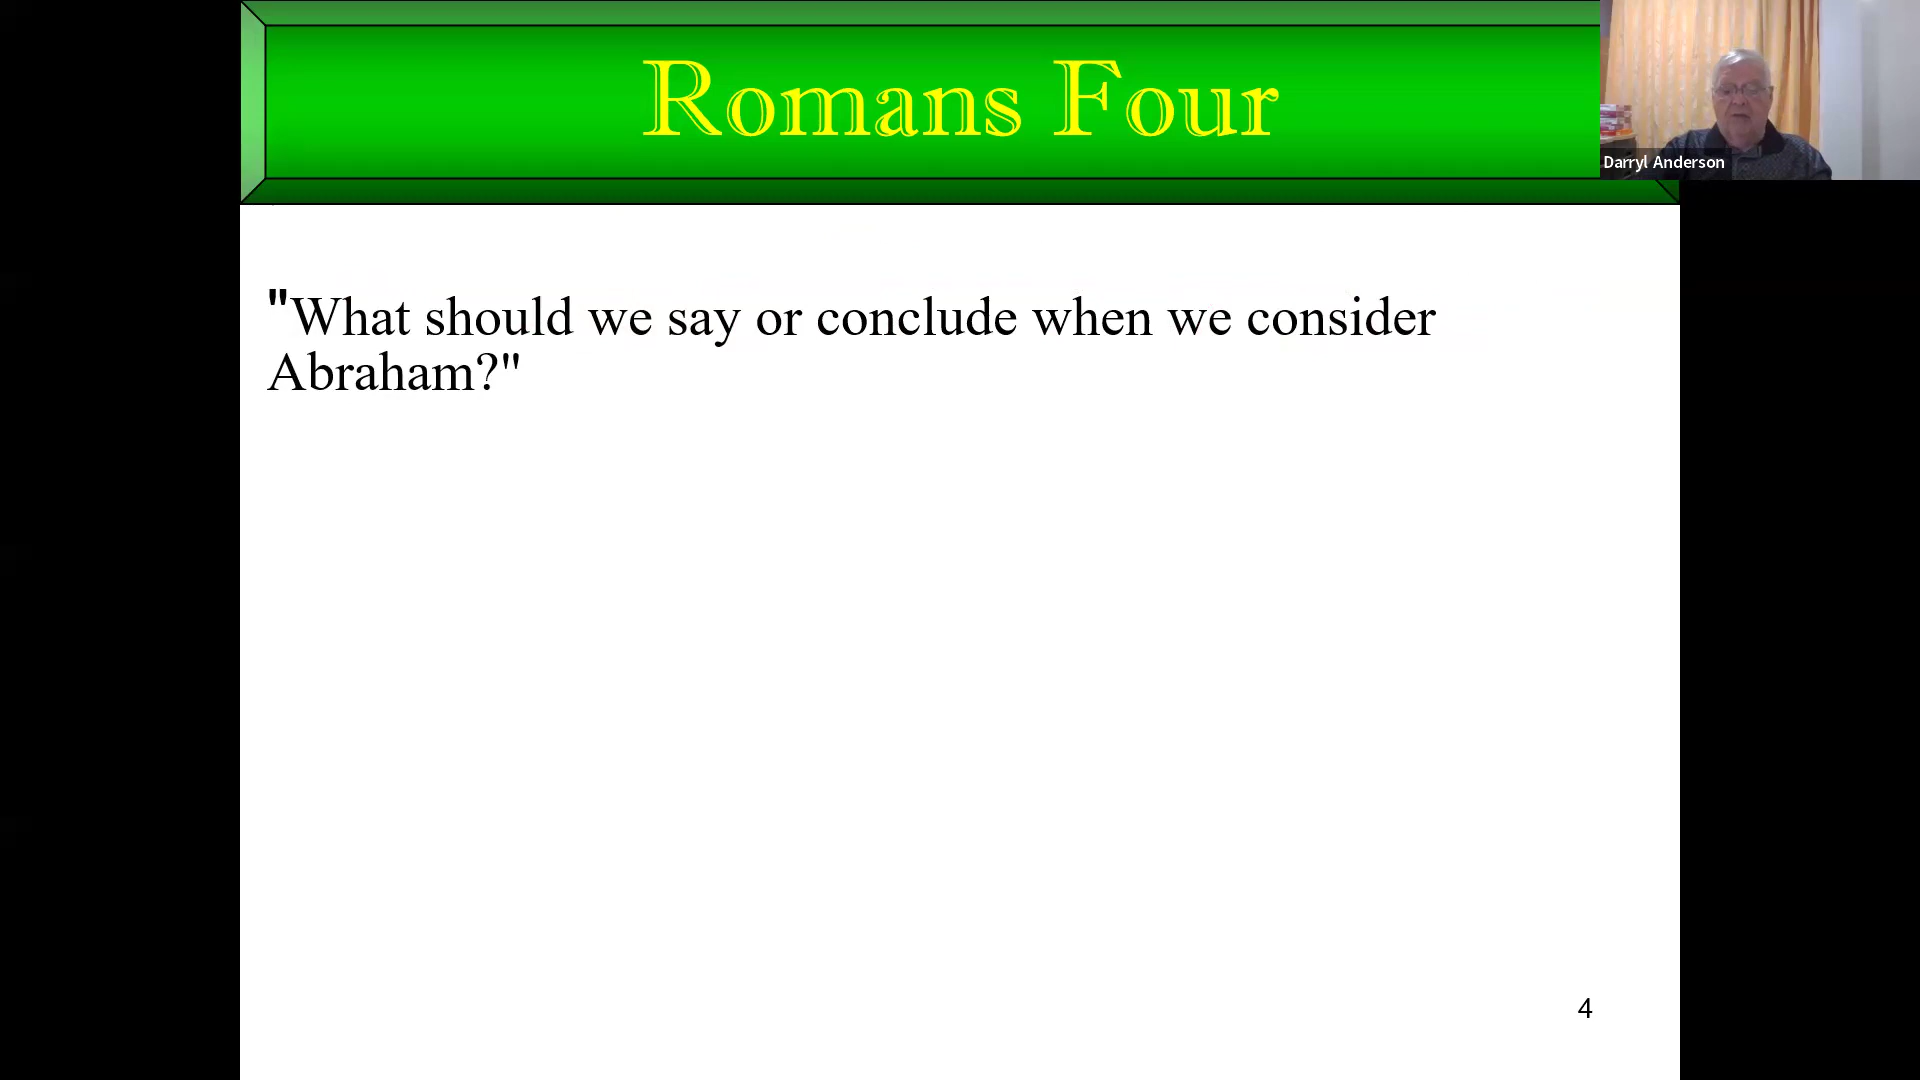 Romans Four
Darryl Anderson
"What should we say or conclude when we consider
Abraham?"
4